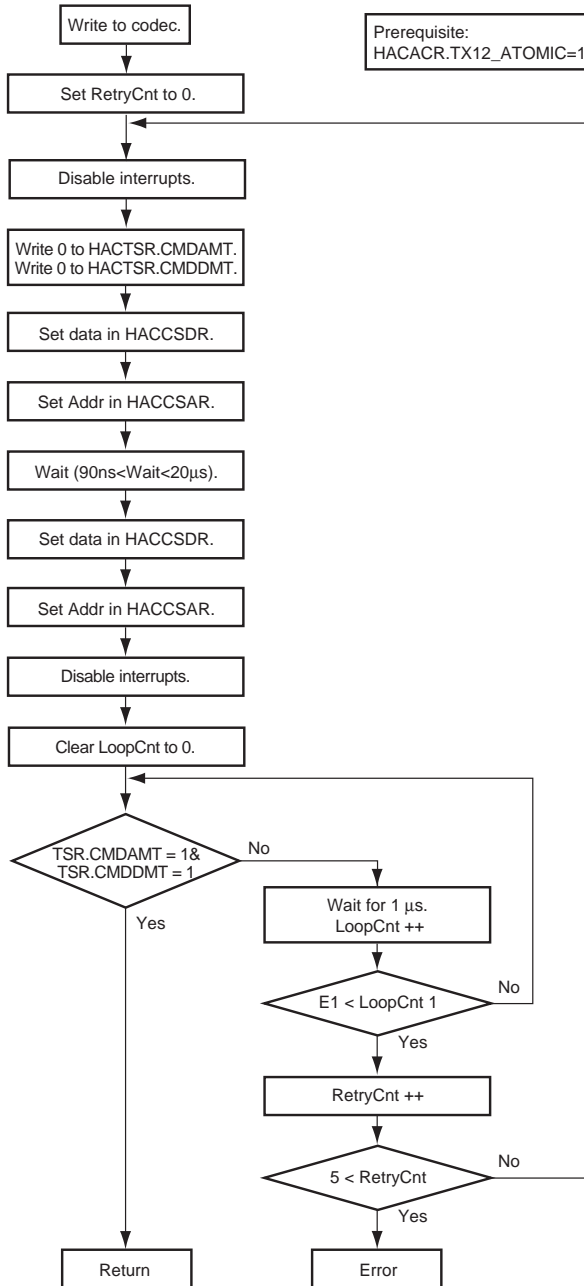 Write to codec.
Prerequisite:
HACACR.TX12_ATOMIC=1
Set RetryCnt to 0.
Disable interrupts.
Write 0 to HACTSR.CMDAMT.
Write 0 to HACTSR.CMDDMT.
Set data in HACCSDR.
Set Addr in HACCSAR.
Wait (90ns<Wait<20μs).
Set data in HACCSDR.
Set Addr in HACCSAR.
Disable interrupts.
Clear LoopCnt to 0.
TSR.CMDAMT = 1&
TSR.CMDDMT = 1
No
Yes
Wait for 1 μs.
LoopCnt ++
E1 < LoopCnt 1
No
Yes
RetryCnt ++
5 < RetryCnt
No
Yes
Return
Error